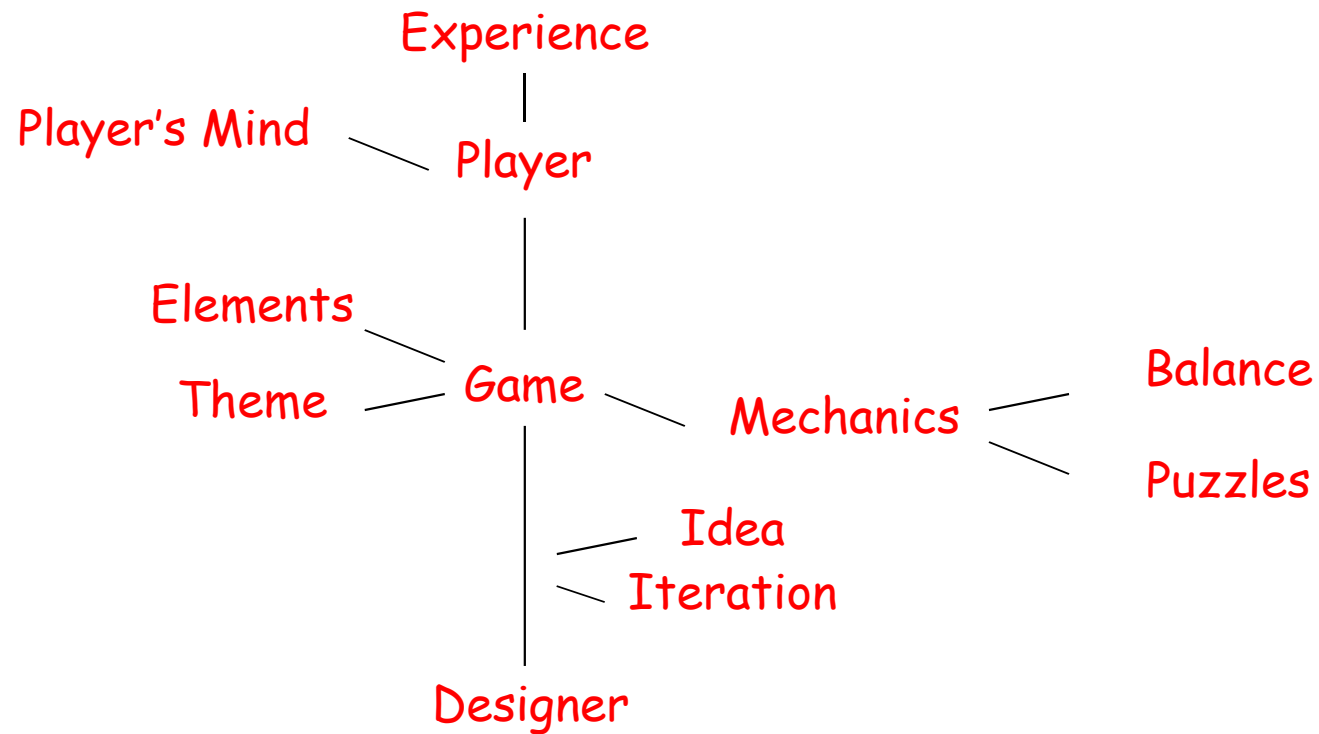 Experience
Player's Mind
Player
Elements
Game
Theme
Mechanics
Balance
Puzzles
Idea
Iteration
Designer